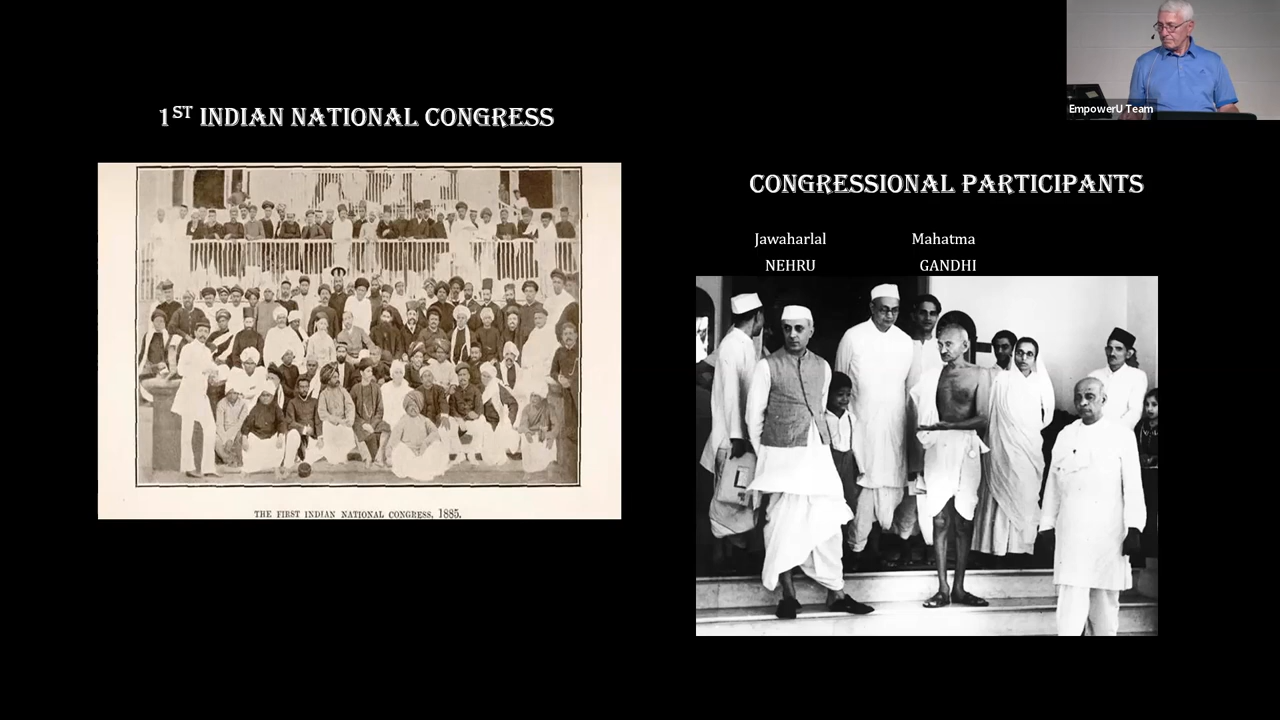 EmpowerU Team
1ST INDIAN NATIONAL CONGRESS
THE FIRST INDIAN NATIONAL CONGRESS, 1885.
CONGRESSIONAL PARTICIPANTS
Jawaharlal Mahatma
NEHRU GANDHI